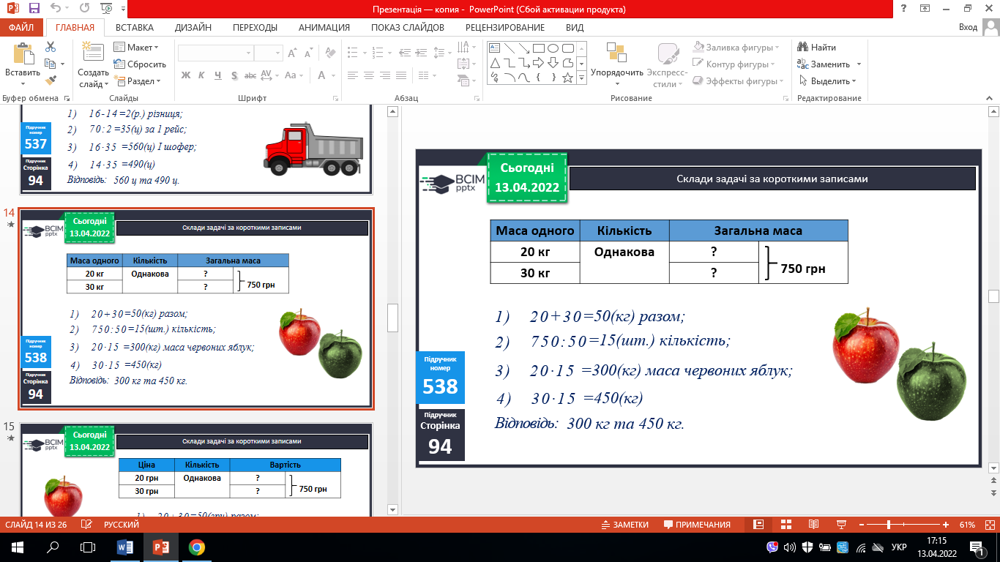 Презентація — копия - PowerPoint (Сбой активации продукта)
ФАЙЛ ГЛАВНАЯ ВСТАВКА ДИЗАЙН ПЕРЕХОДЫ АНИМАЦИЯ ПОКАЗ СЛАЙДОВ РЕЦЕНЗИРОВАНИЕ ВИД Вход
Вставить
Создать слайд
Макет
Сбросить
Раздел
Ж К Ч S abc AV Aa A
Упорядочить
Экспресс-стили
Заливка фигуры
Контур фигуры
Эффекты фигуры
Найти
Заменить
Выделить
Буфер обмена Слайды Шрифт Абзац Рисование Редактирование
1) 16-14=2(р.) різниця;
2) 70:2=35(ц) за 1 рейс;
3) 16·35 =560(ц) І шофер;
4) 14·35 =490(ц)
Відповідь: 560 ц та 490 ц.
Підручник
номер
537
Підручник
Сторінка
94
14
BCIM
pptx
Сьогодні
13.04.2022
Склади задачі за короткими записами
Маса одного Кількість Загальна маса
20 кг Однакова ?
750 грн
30 кг ?
1) 20+30=50(кг) разом;
2) 750:50=15(шт.) кількість;
3) 20·15 =300(кг) маса червоних яблук;
4) 30·15 =450(кг)
Відповідь: 300 кг та 450 кг.
Підручник
номер
538
Підручник
Сторінка
94
15
BCIM
pptx
Сьогодні
13.04.2022
Склади задачі за короткими записами
Ціна Кількість Вартість
20 грн Однакова ?
750 грн
30 грн ?
1) 20+30=50(грн) разом;
BCIM
pptx
Сьогодні
13.04.2022
Склади задачі за короткими записами
Маса одного Кількість Загальна маса
20 кг Однакова ?
750 грн
30 кг ?
1) 20+30=50(кг) разом;
2) 750:50=15(шт.) кількість;
3) 20·15 =300(кг) маса червоних яблук;
4) 30·15 =450(кг)
Відповідь: 300 кг та 450 кг.
Підручник
номер
538
Підручник
Сторінка
94
СЛАЙД 14 ИЗ 26 РУССКИЙ ЗАМЕТКИ ПРИМЕЧАНИЯ 61%
УКР
17:15
13.04.2022
1